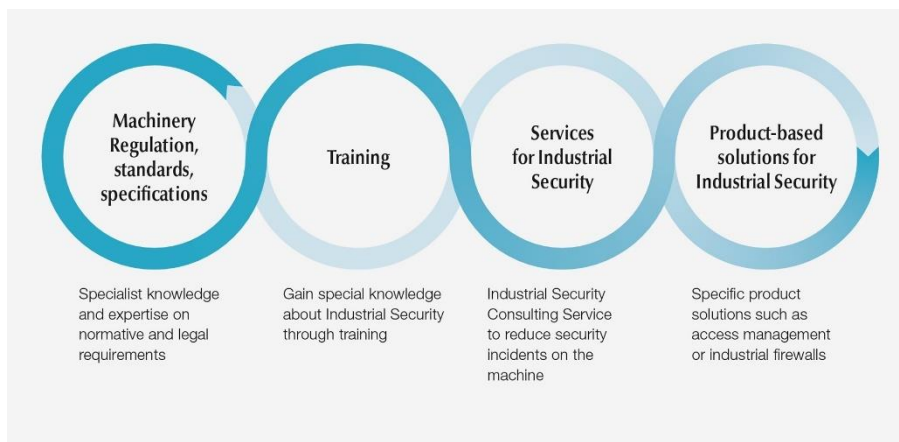 Machinery
Regulation,
standards,
specifications
Training
Services
for Industrial
Security
Product-based
solutions for
Industrial Security
Specialist knowledge
and expertise on
normative and legal
requirements
Gain special knowledge
about Industrial Security
through training
Industrial Security
Consulting Service
to reduce security
incidents on the
machine
Specific product
solutions such as
access management
or industrial firewalls